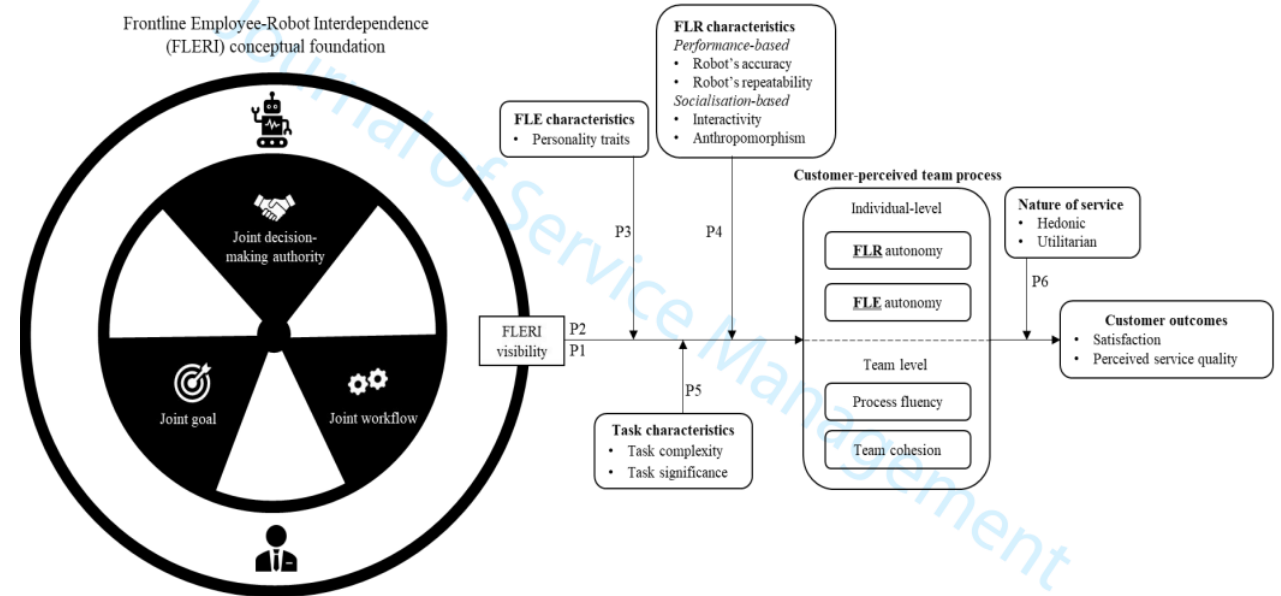 Frontline Employee-Robot Interdependence
(FLERI) conceptual foundation
Joint decision-
making authority
Joint goal
Joint workflow
FLERI
visibility
P2
P1
FLE characteristics
• Personality traits
P3
FLR characteristics
Performance-based
• Robot's accuracy
• Robot's repeatability
Socialisation-based
• Interactivity
• Anthropomorphism
P4
P5
Task characteristics
• Task complexity
• Task significance
Customer-perceived team process
Individual-level
FLR autonomy
FLE autonomy
Team level
Process fluency
Team cohesion
Nature of service
• Hedonic
• Utilitarian
P6
Customer outcomes
• Satisfaction
• Perceived service quality
Journal of Service Management